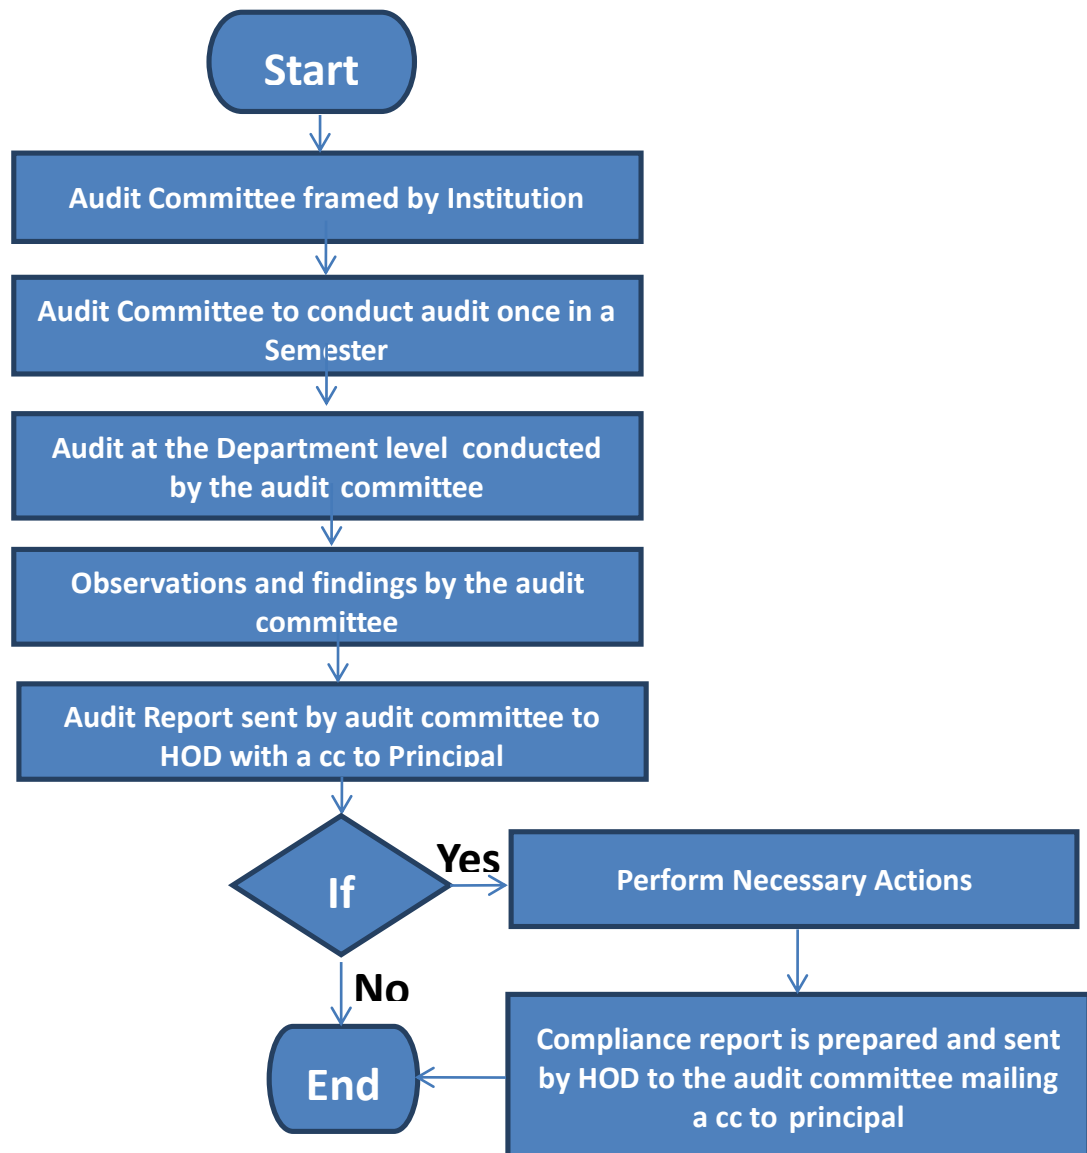 Start
Audit Committee framed by Institution
Audit Committee to conduct audit once in a
Semester
Audit at the Department level conducted
by the audit committee
Observations and findings by the audit
committee
Audit Report sent by audit committee to
HOD with a cc to Principal
If
Yes
Perform Necessary Actions
No
Compliance report is prepared and sent
by HOD to the audit committee mailing
a cc to principal
End